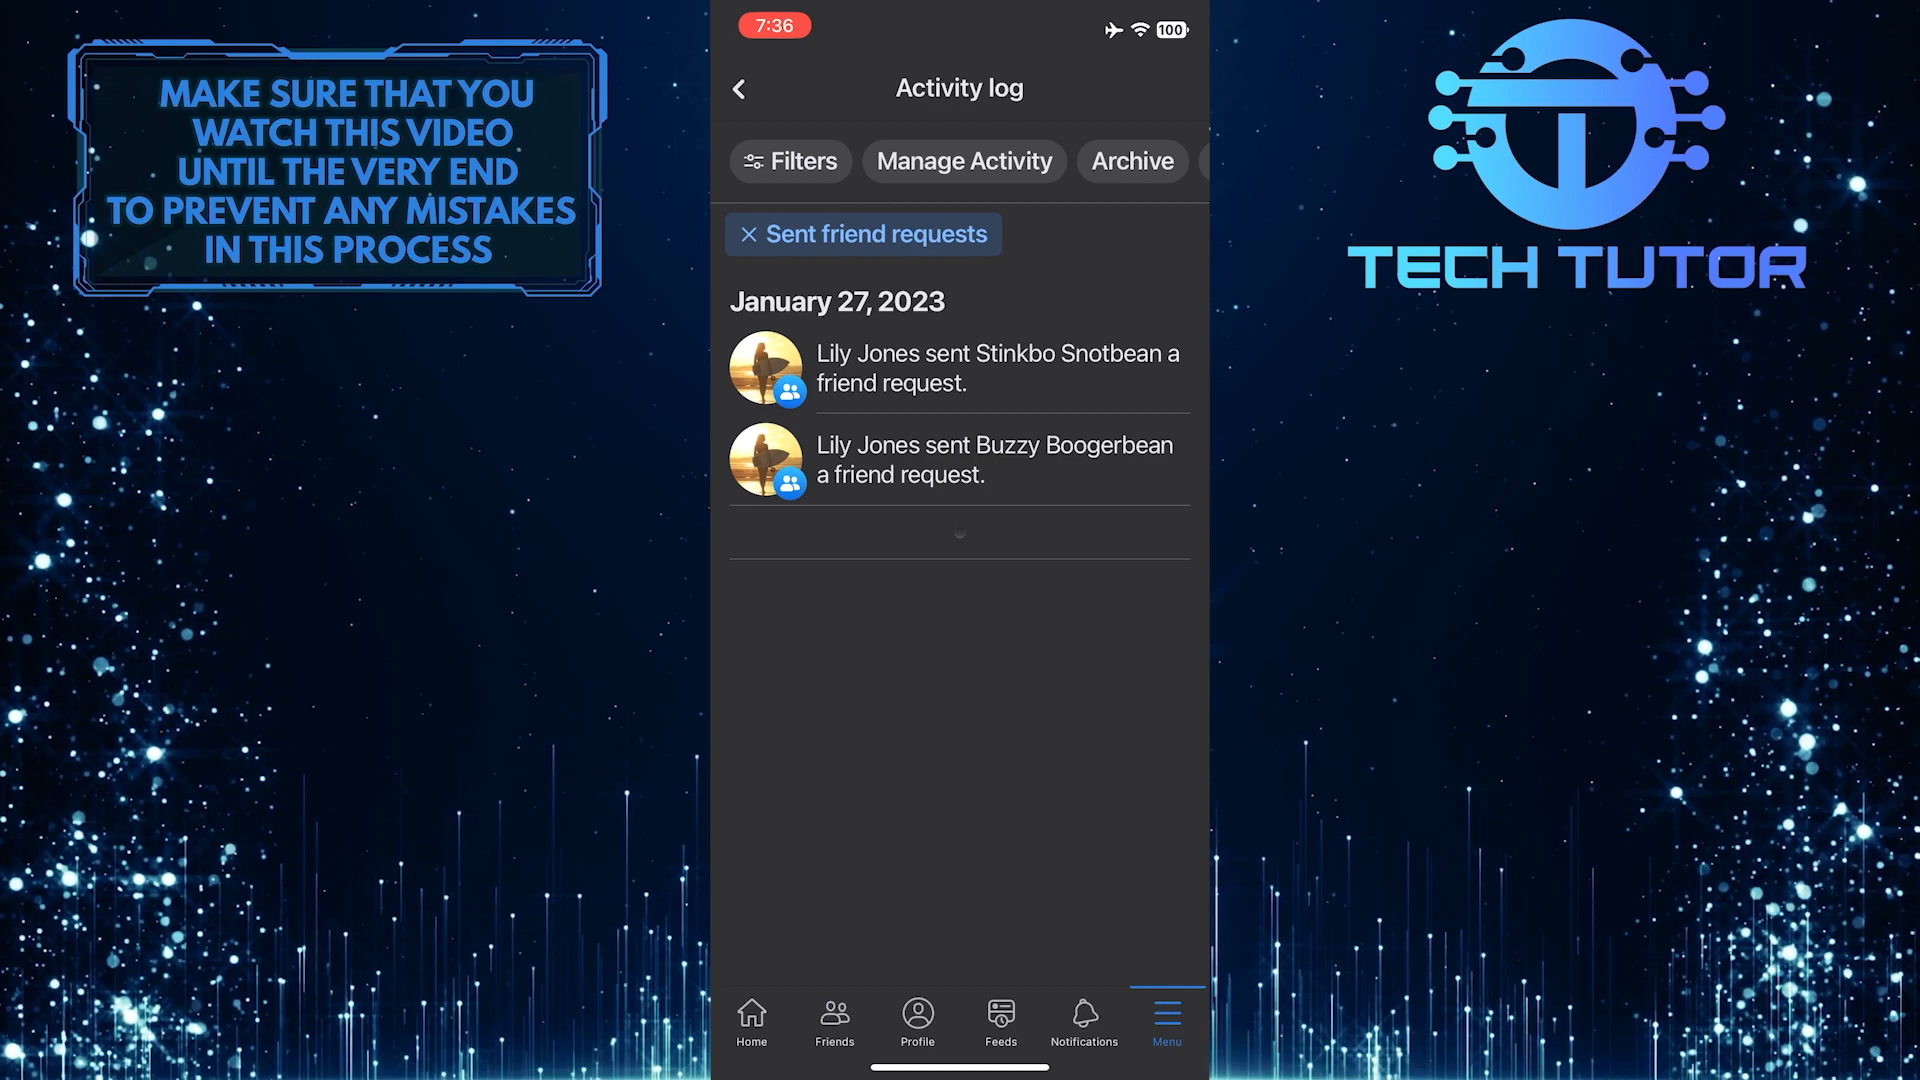 MAKE SURE THAT YOU
WATCH THIS VIDEO
UNTIL THE VERY END
TO PREVENT ANY MISTAKES
IN THIS PROCESS
7:36
100
Activity log
Filters
Manage Activity
Archive
Sent friend requests
January 27, 2023
Lily Jones sent Stinkbo Snotbean a
friend request.
Lily Jones sent Buzzy Boogerbean
a friend request.
Home
Friends
Profile
Feeds
Notifications
Menu
TECH TUTOR